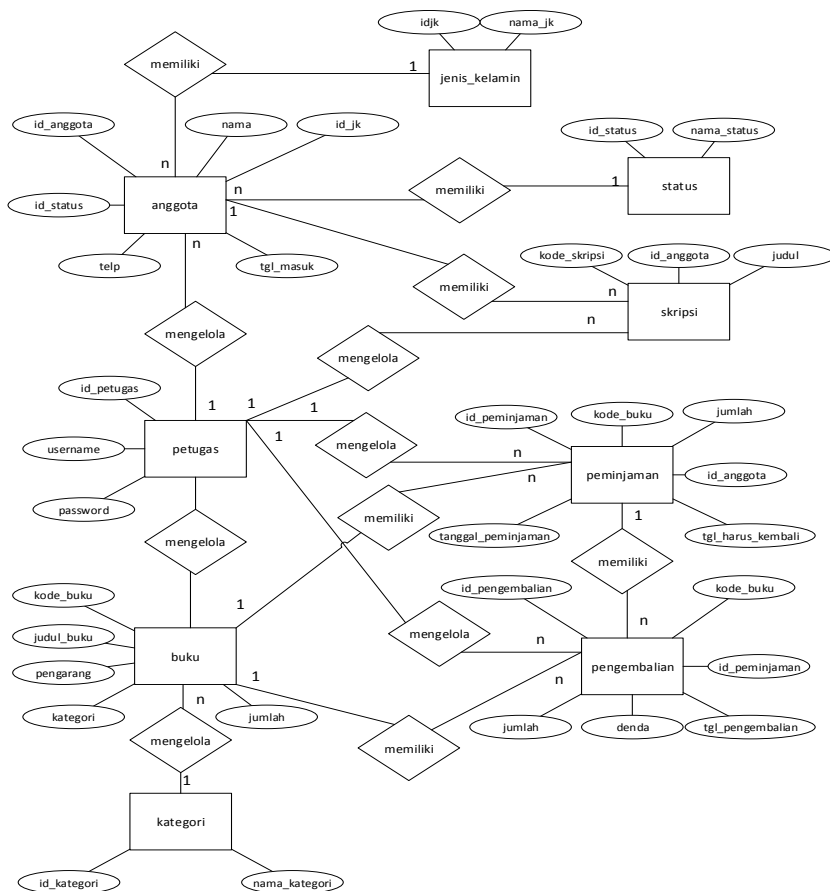 idjk
nama_jk
memiliki
1
jenis_kelamin
id_anggota
nama
id_jk
n
id_status
nama_status
n
memiliki
1
status
id_status
anggota
1
n
telp
tgl_masuk
kode_skripsi
id_anggota
judul
memiliki
n
skripsi
mengelola
n
mengelola
id_petugas
1
1
1
1
username
petugas
password
mengelola
n
id_peminjaman
kode_buku
jumlah
peminjaman
id_anggota
n
memiliki
tanggal_peminjaman
1
tgl_harus_kembali
mengelola
memiliki
kode_buku
1
id_pengembalian
kode_buku
n
mengelola
n
judul_buku
buku
pengarang
1
pengembalian
id_peminjaman
n
kategori
n
jumlah
jumlah
denda
tgl_pengembalian
mengelola
memiliki
1
kategori
id_kategori
nama_kategori